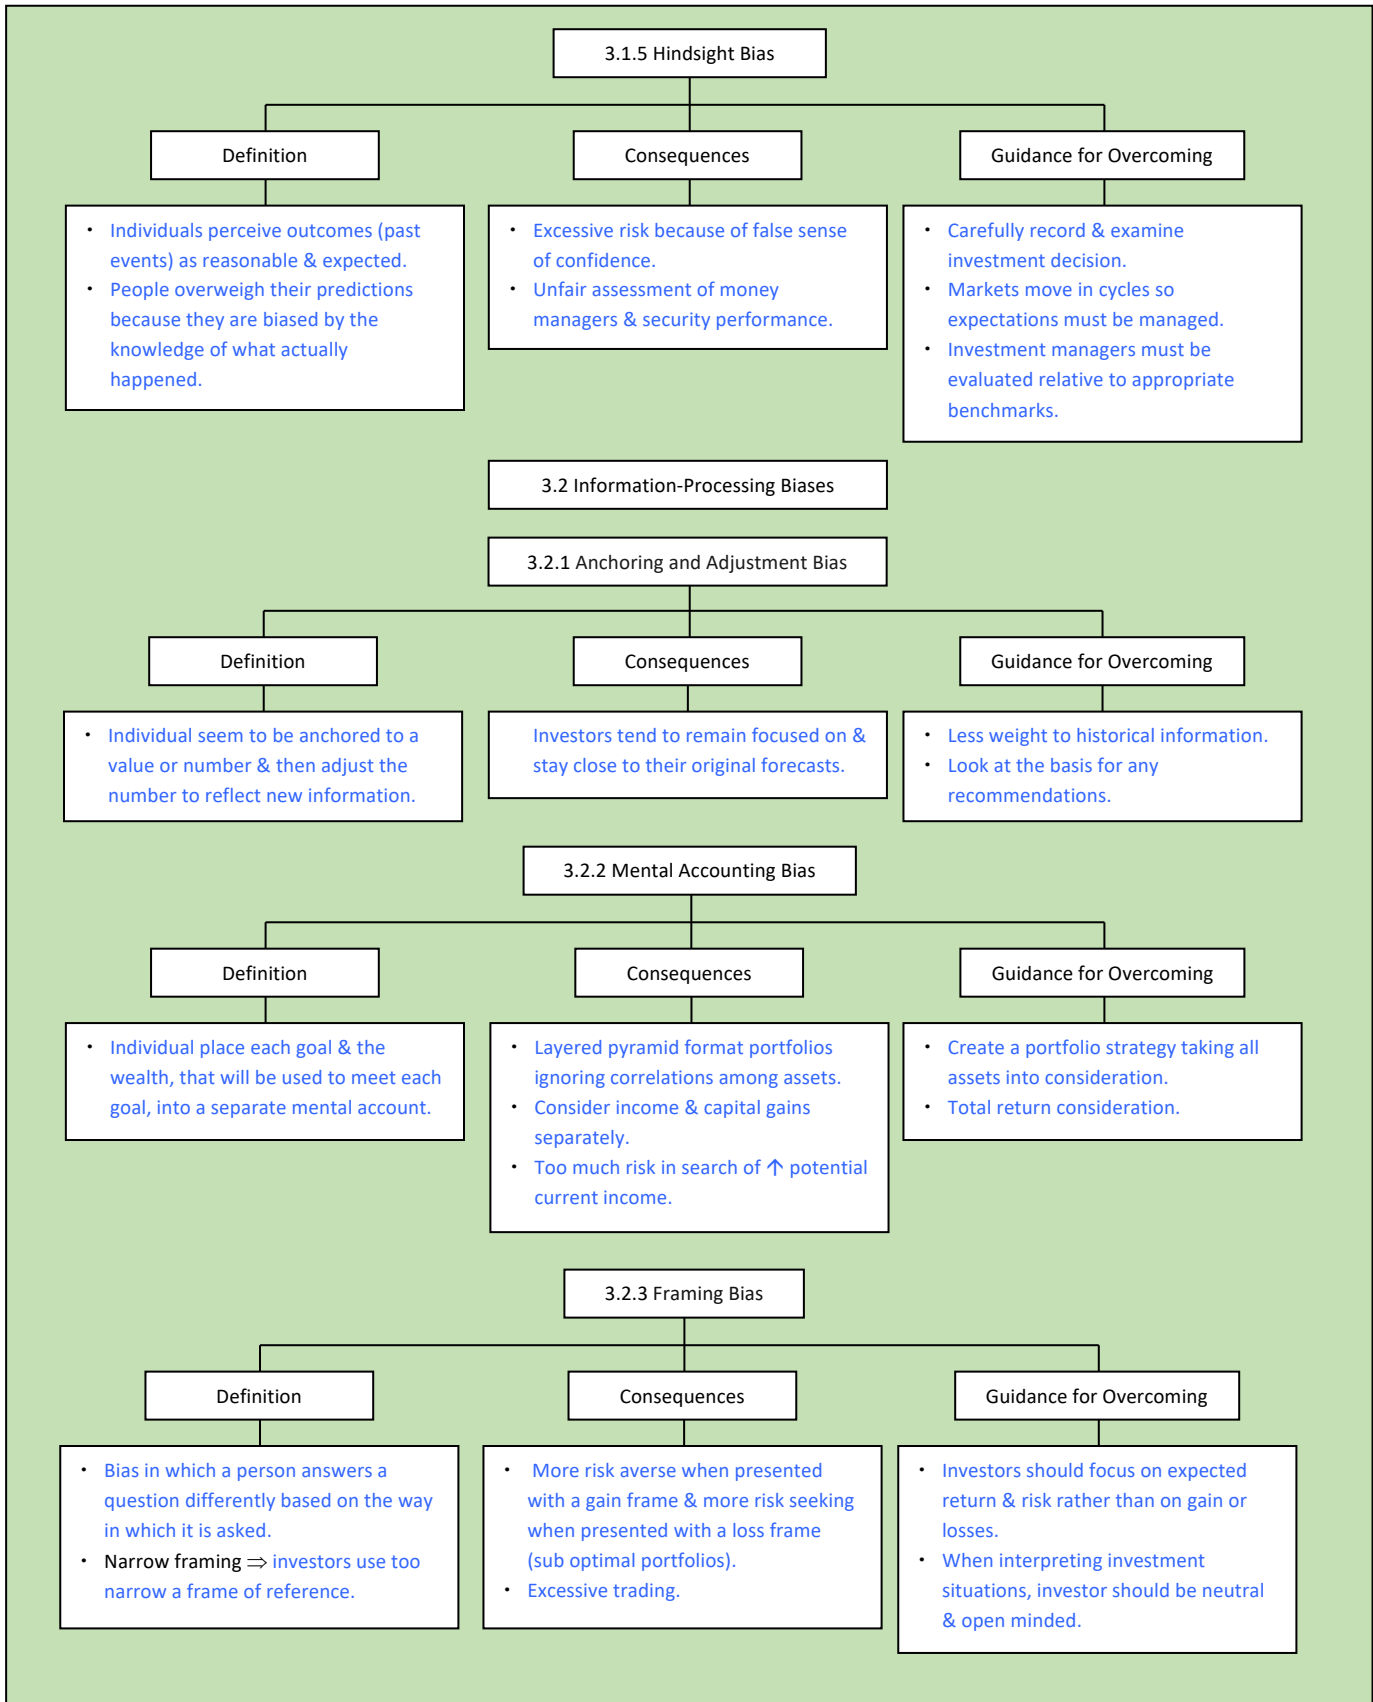 3.1.5 Hindsight Bias
Definition
• Individuals perceive outcomes (past
events) as reasonable & expected.
• People overweigh their predictions
because they are biased by the
knowledge of what actually
happened.
Consequences
• Excessive risk because of false sense
of confidence.
• Unfair assessment of money
managers & security performance.
Guidance for Overcoming
• Carefully record & examine
investment decision.
• Markets move in cycles so
expectations must be managed.
• Investment managers must be
evaluated relative to appropriate
benchmarks.
3.2 Information-Processing Biases
3.2.1 Anchoring and Adjustment Bias
Definition
• Individual seem to be anchored to a
value or number & then adjust the
number to reflect new information.
Consequences
Investors tend to remain focused on &
stay close to their original forecasts.
Guidance for Overcoming
• Less weight to historical information.
• Look at the basis for any
recommendations.
3.2.2 Mental Accounting Bias
Definition
• Individual place each goal & the
wealth, that will be used to meet each
goal, into a separate mental account.
Consequences
• Layered pyramid format portfolios
ignoring correlations among assets.
• Consider income & capital gains
separately.
• Too much risk in search of ↑ potential
current income.
Guidance for Overcoming
• Create a portfolio strategy taking all
assets into consideration.
• Total return consideration.
3.2.3 Framing Bias
Definition
• Bias in which a person answers a
question differently based on the way
in which it is asked.
• Narrow framing ⇒ investors use too
narrow a frame of reference.
Consequences
• More risk averse when presented
with a gain frame & more risk seeking
when presented with a loss frame
(sub optimal portfolios).
• Excessive trading.
Guidance for Overcoming
• Investors should focus on expected
return & risk rather than on gain or
losses.
• When interpreting investment
situations, investor should be neutral
& open minded.